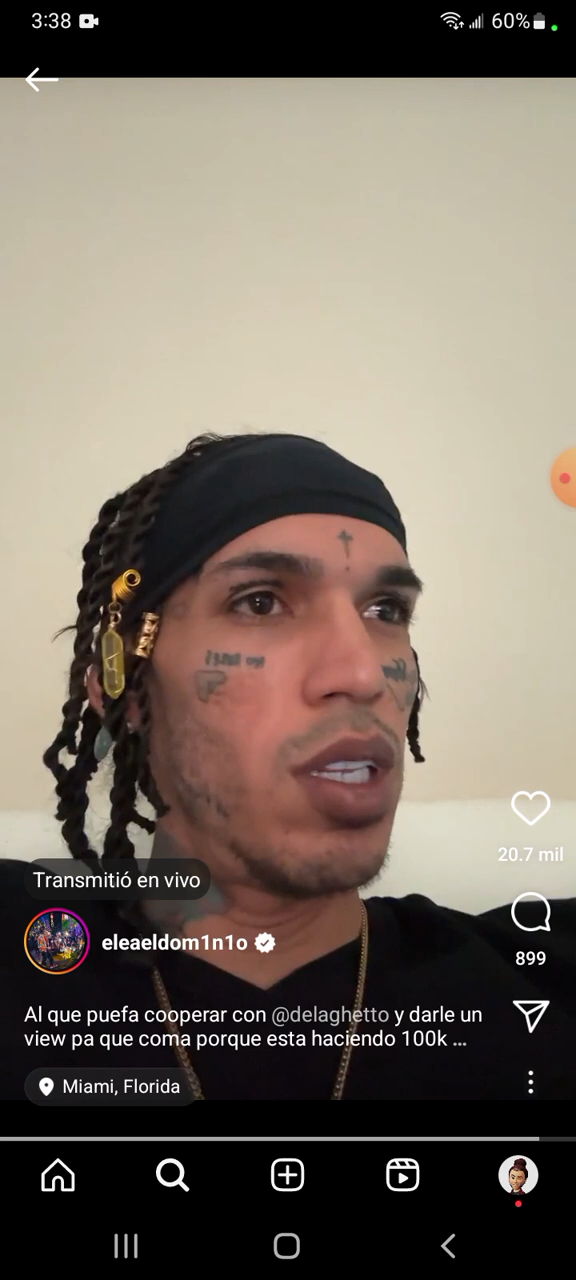 3:38
60%
20.7 mil
Transmitió en vivo
eleaeldom1n1o
899
Al que puefa cooperar con @delaghetto y darle un
view pa que coma porque esta haciendo 100k ...
Miami, Florida